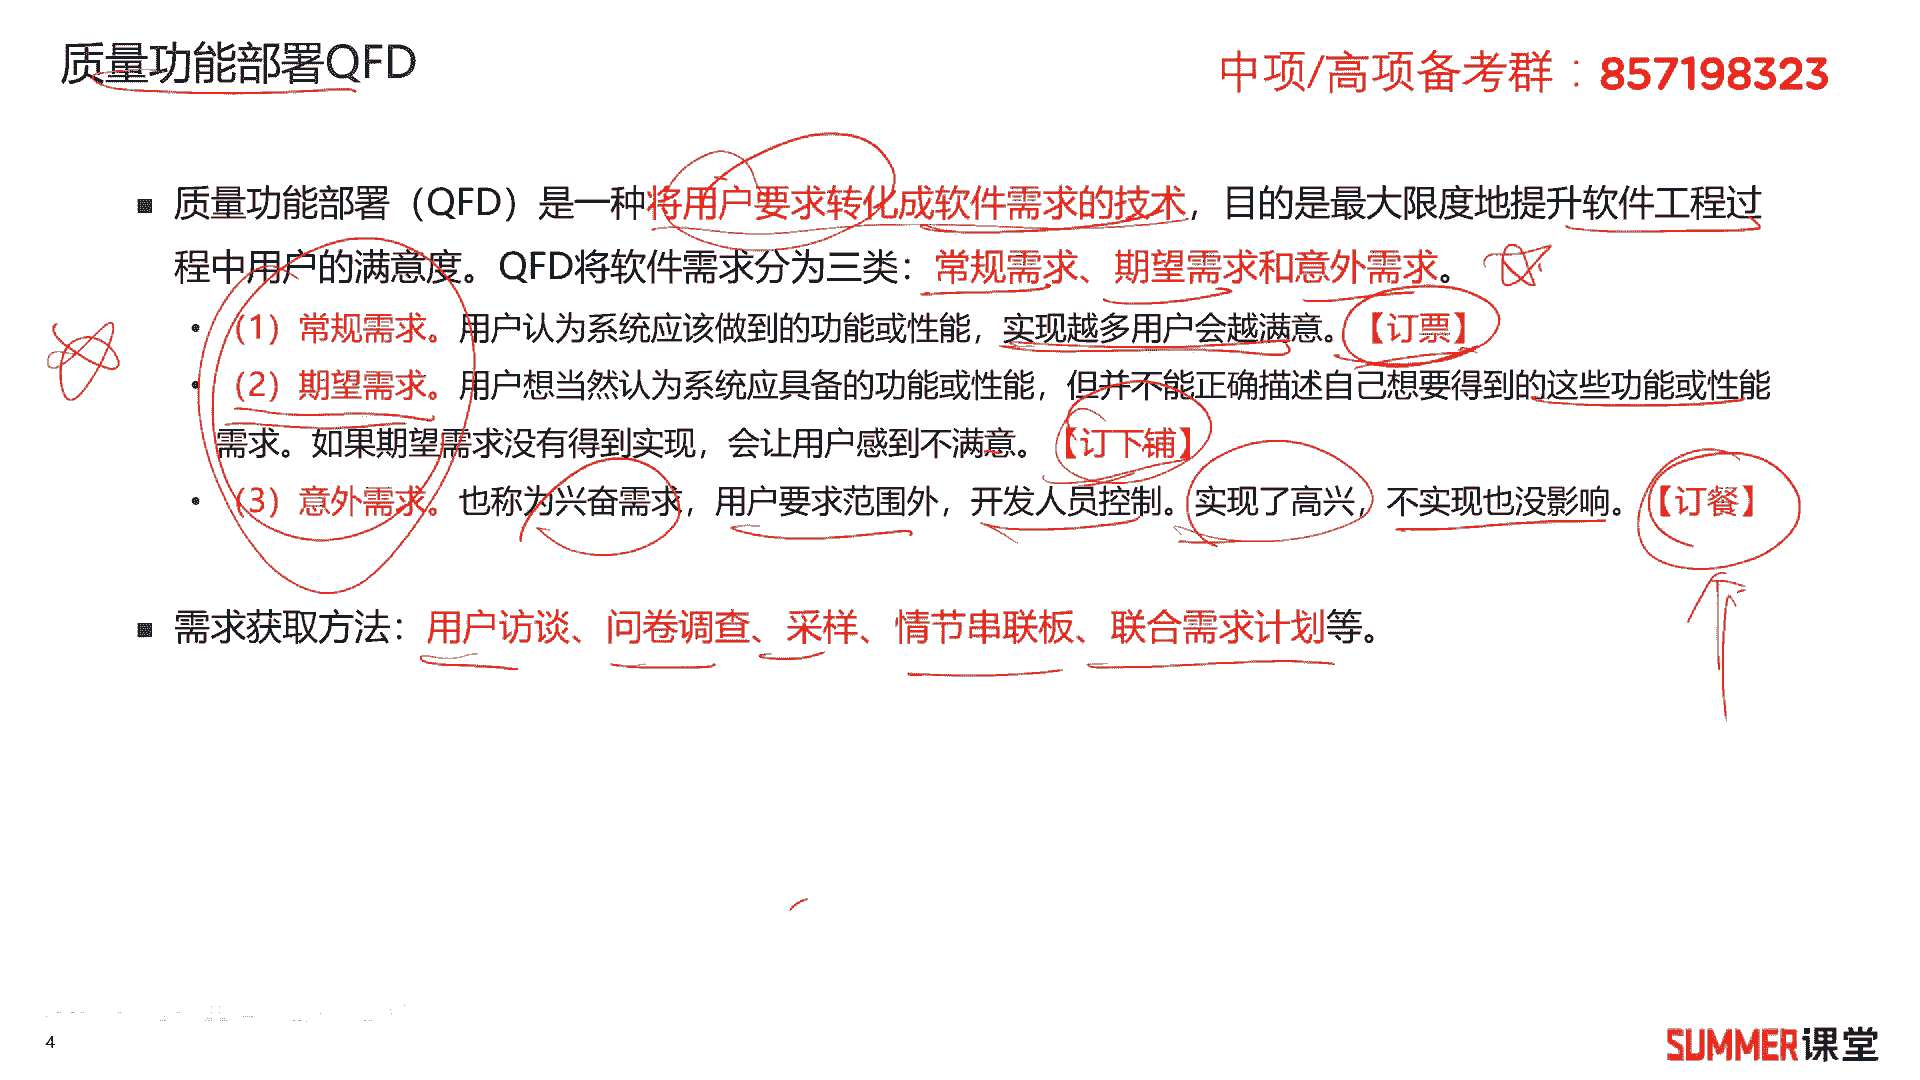 质量功能部署QFD
中项/高项备考群：857198323
■ 质量功能部署（QFD）是一种将用户要求转化成软件需求的技术，目的是最大限度地提升软件工程过
程中用户的满意度。QFD将软件需求分为三类：常规需求、期望需求和意外需求。
• （1）常规需求。用户认为系统应该做到的功能或性能，实现越多用户会越满意。【订票】
• （2）期望需求。用户想当然认为系统应具备的功能或性能，但并不能正确描述自己想要得到的这些功能或性能
需求。如果期望需求没有得到实现，会让用户感到不满意。【订下铺】
• （3）意外需求。也称为兴奋需求，用户要求范围外，开发人员控制。实现了高兴，不实现也没影响。【订餐】
■ 需求获取方法：用户访谈、问卷调查、采样、情节串联板、联合需求计划等。
4
SUMMER课堂